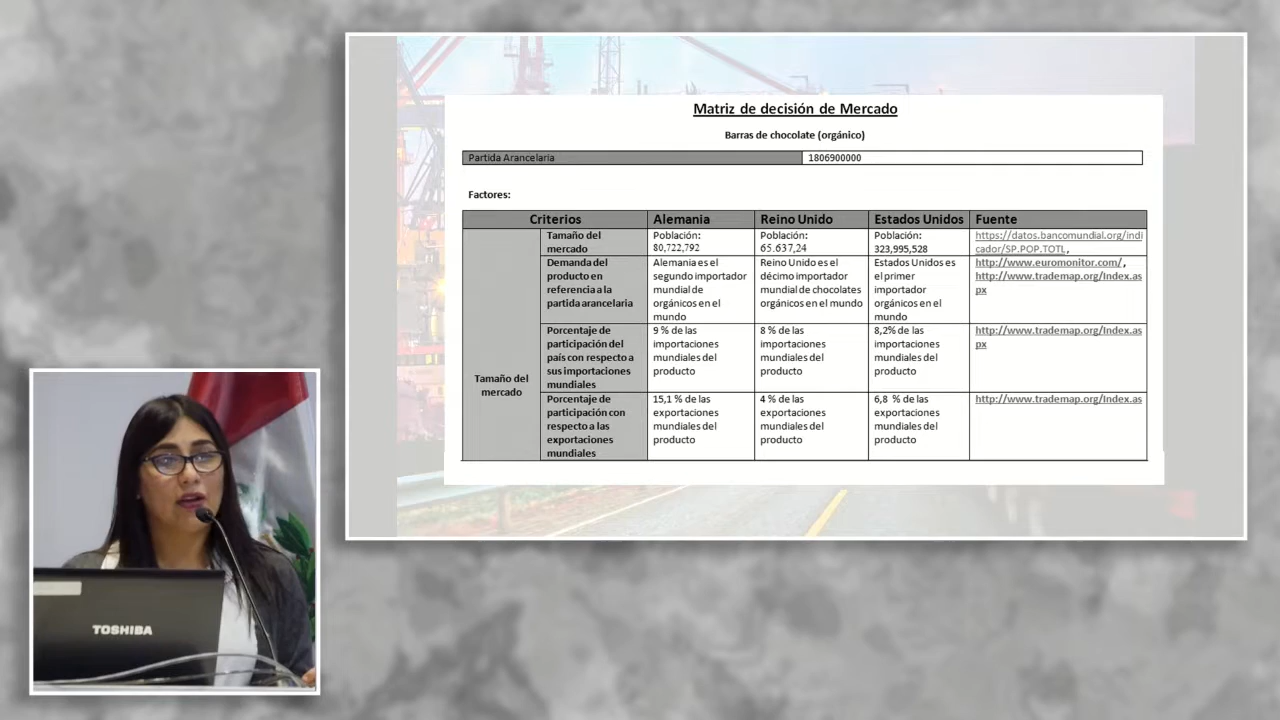 Matriz de decisión de Mercado
Barras de chocolate (orgánico)
Partida Arancelaria 1806900000
Factores:
Criterios Alemania Reino Unido Estados Unidos Fuente
Tamaño del
mercado
Tamaño del
mercado
Población:
80,722,792
Población:
65.637,24
Población:
323,995,528
https://datos.bancomundial.org/indi
cador/SP.POP.TOTL,
Demanda del
producto en
referencia a la
partida arancelaria
Alemania es el
segundo importador
mundial de
orgánicos en el
mundo
Reino Unido es el
décimo importador
mundial de chocolates
orgánicos en el mundo
Estados Unidos es
el primer
importador
orgánicos en el
mundo
http://www.euromonitor.com/,
http://www.trademap.org/Index.as
px
Porcentaje de
participación del
país con respecto a
sus importaciones
mundiales
9 % de las
importaciones
mundiales del
producto
8 % de las
importaciones
mundiales del
producto
8,2% de las
importaciones
mundiales del
producto
http://www.trademap.org/Index.as
px
Porcentaje de
participación con
respecto a las
exportaciones
mundiales
15,1 % de las
exportaciones
mundiales del
producto
4 % de las
exportaciones
mundiales del
producto
6,8 % de las
exportaciones
mundiales del
producto
http://www.trademap.org/Index.as
TOSHIBA